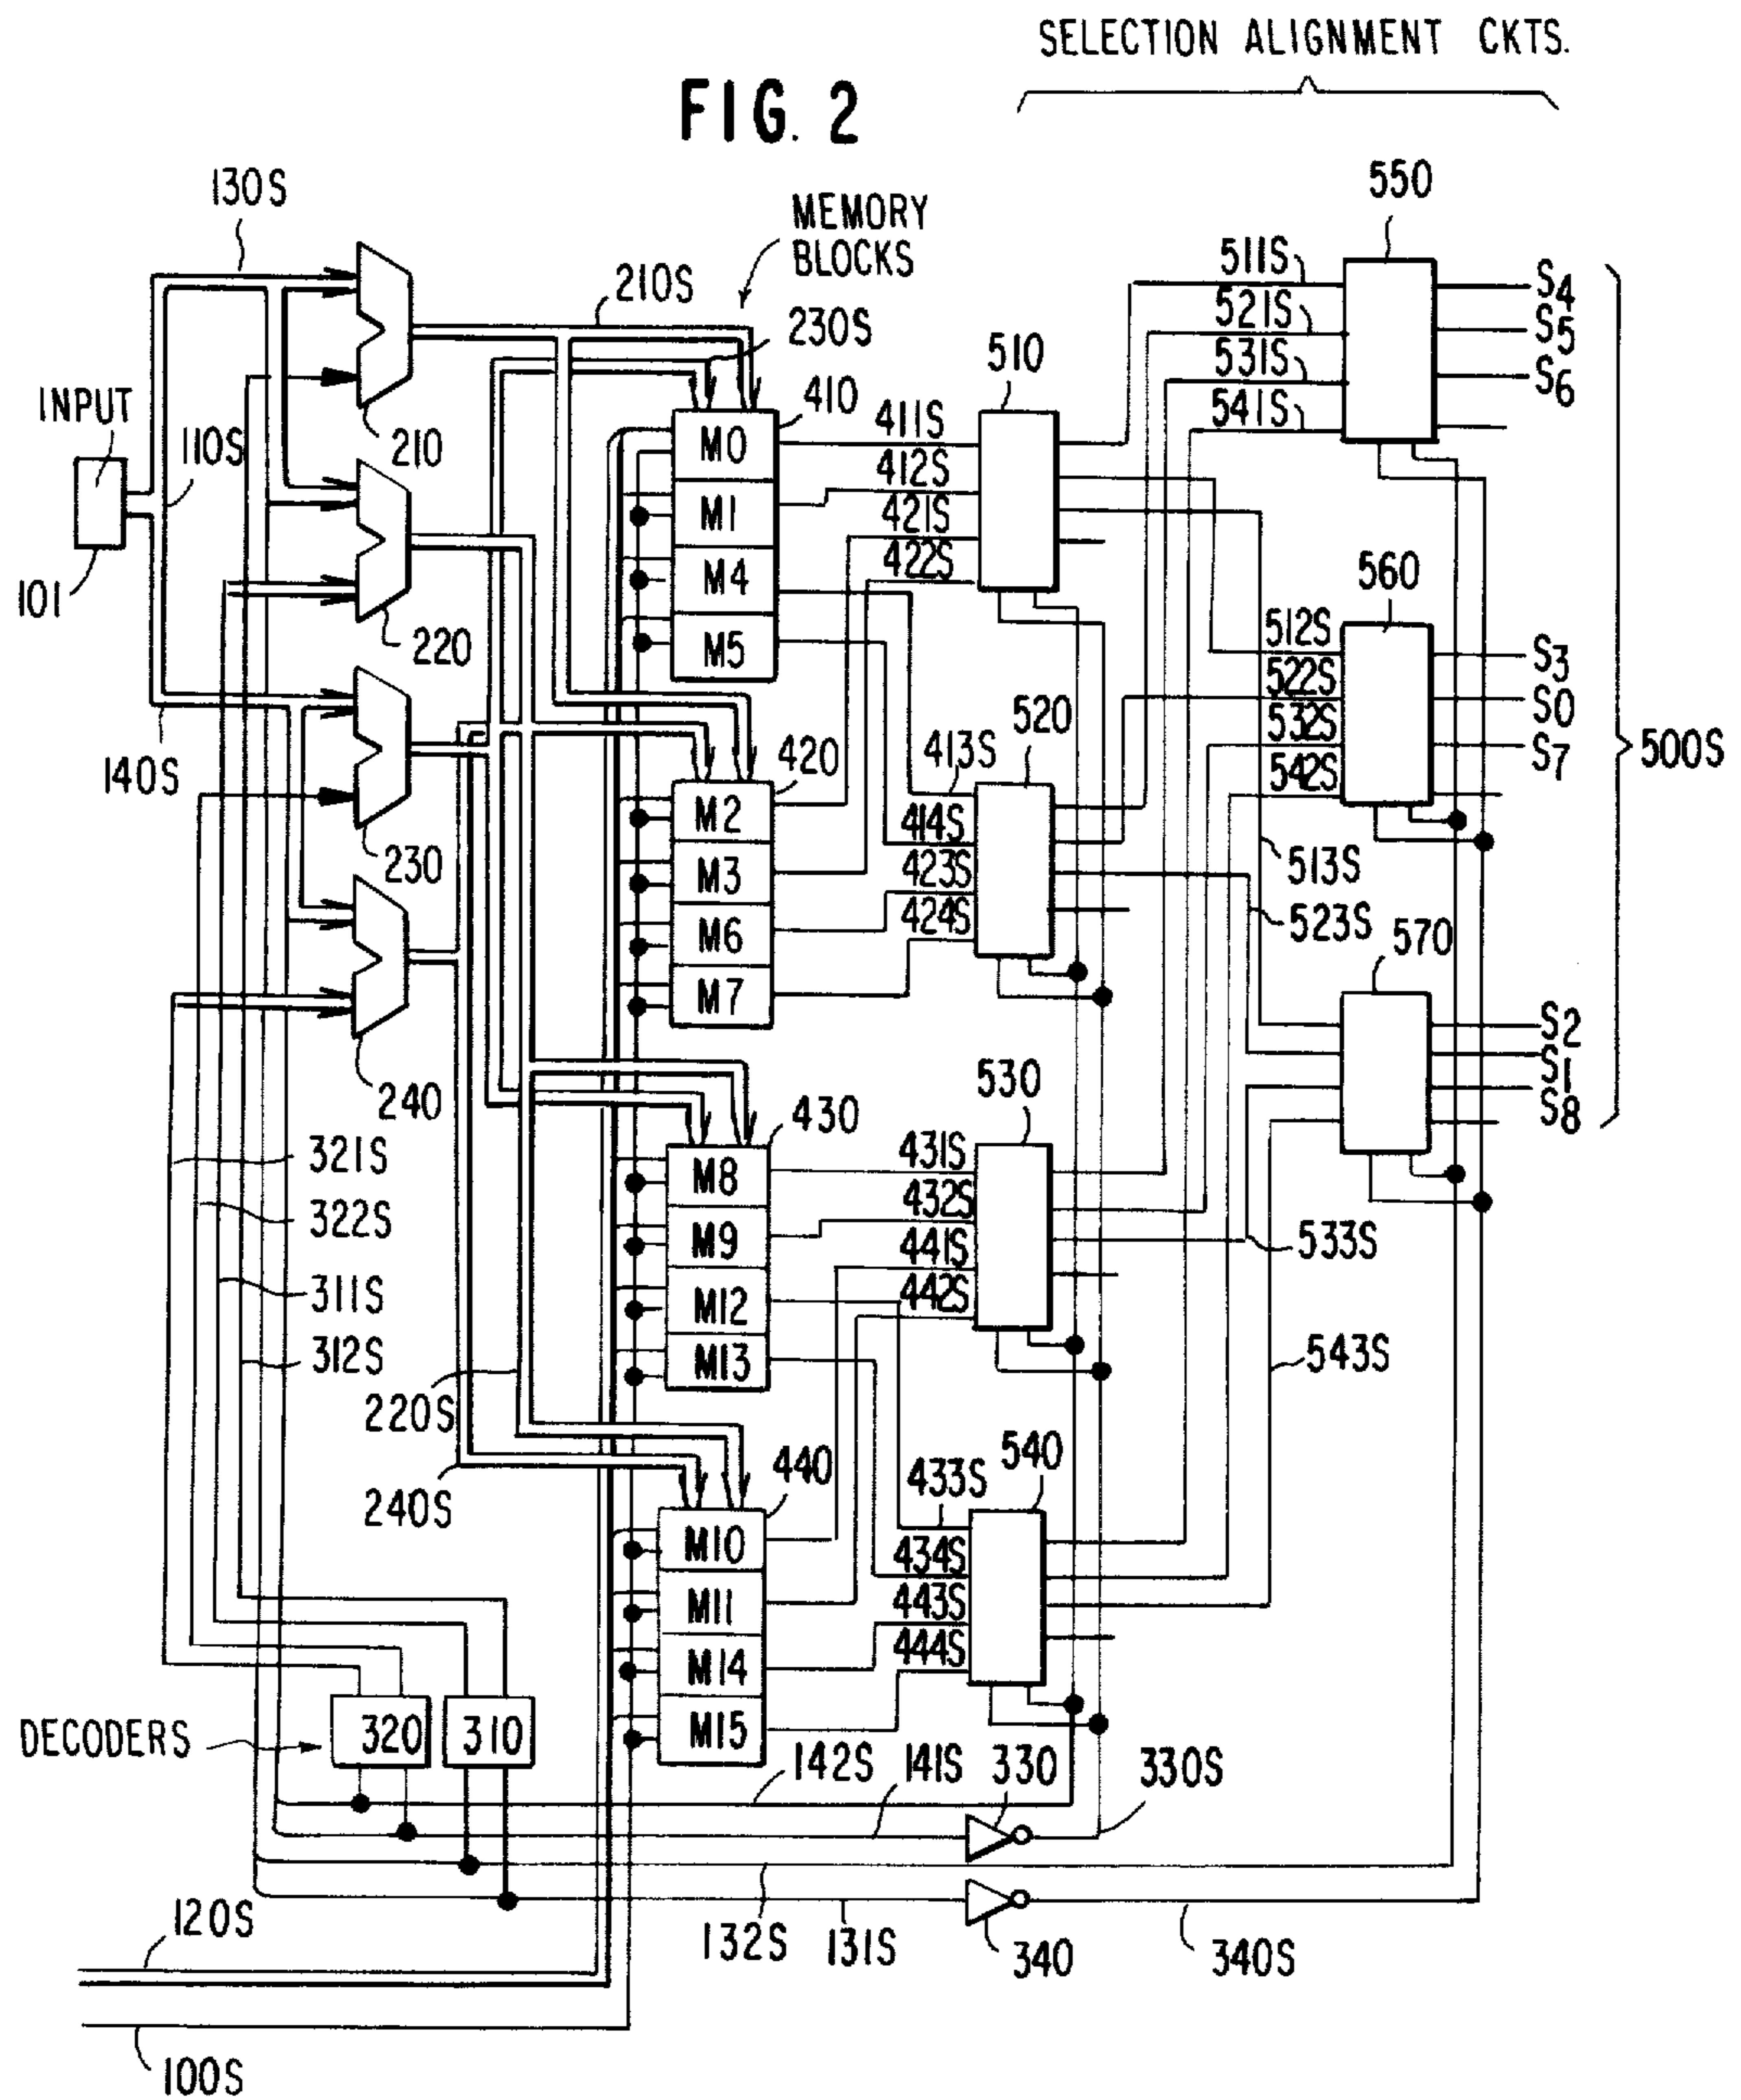 SELECTION ALIGNMENT CKTS.
FIG. 2
130S
MEMORY
BLOCKS
550
210S
511S
S4
230S
521S
S5
510
531S
S6
INPUT
541S
110S
210
410
411S
M0
412S
M1
421S
101
M4
422S
560
220
M5
512S
S3
522S
S0
520
532S
500S
140S
420
413S
542S
S7
M2
414S
230
M3
423S
513S
M6
424S
523S
M7
570
S2
530
S1
240
430
S8
321S
M8
431S
322S
M9
432S
533S
441S
311S
M12
442S
312S
M13
543S
220S
540
440
433S
240S
M10
434S
M11
443S
M14
444S
DECODERS
320
310
M15
142S
141S
330
330S
120S
132S
131S
340
340S
100S